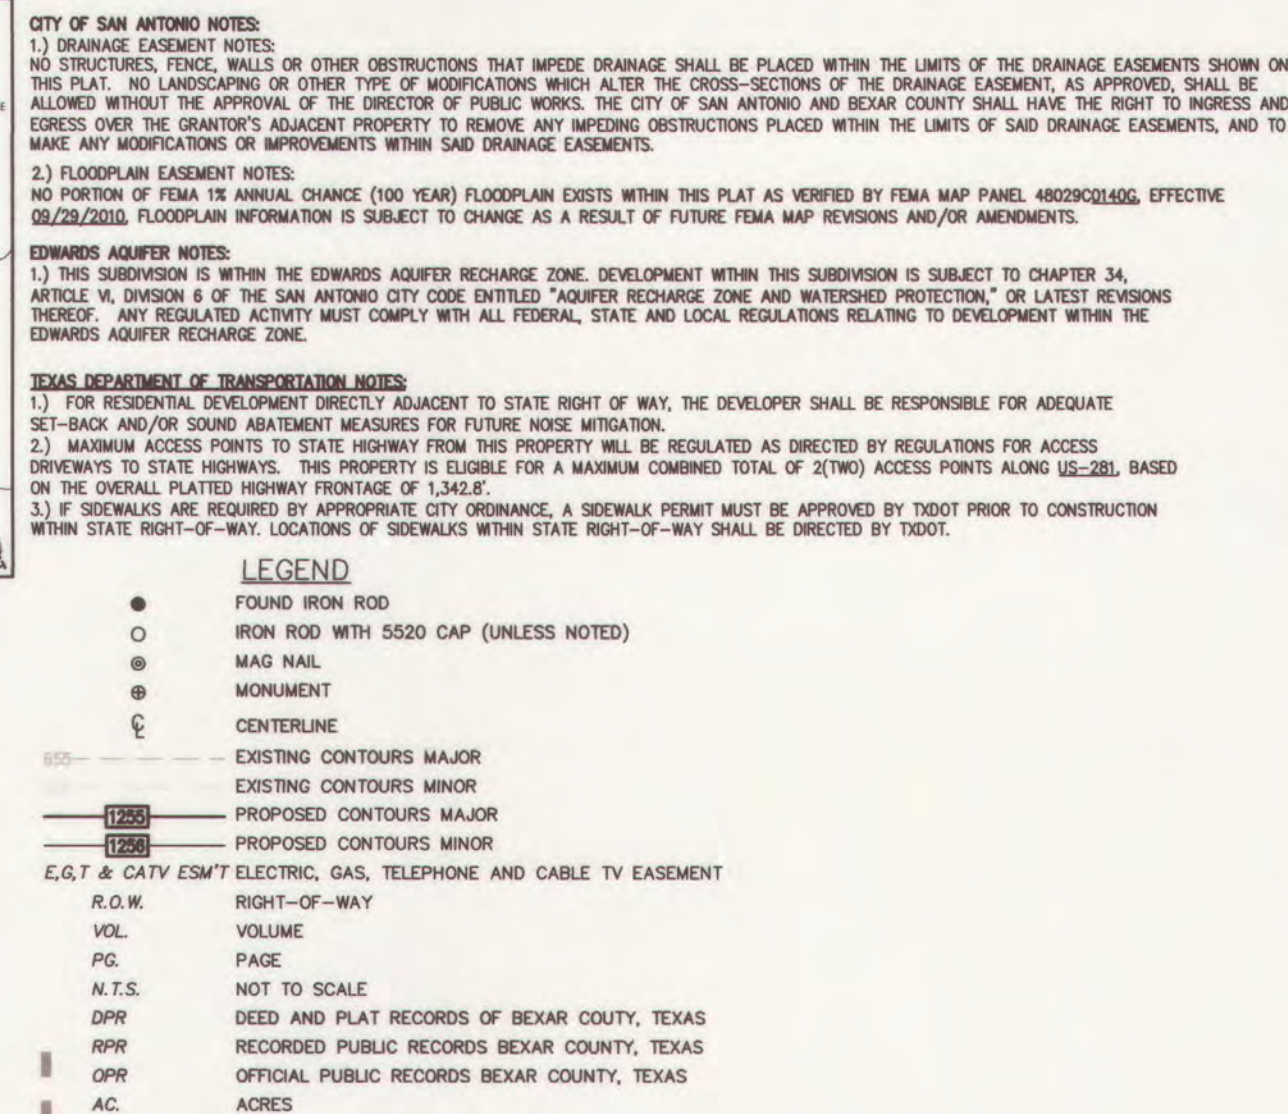 CITY OF SAN ANTONIO NOTES:
1.) DRAINAGE EASEMENT NOTES:
NO STRUCTURES, FENCE, WALLS OR OTHER OBSTRUCTIONS THAT IMPEDE DRAINAGE SHALL BE PLACED WITHIN THE LIMITS OF THE DRAINAGE EASEMENTS SHOWN ON
THIS PLAT. NO LANDSCAPING OR OTHER TYPE OF MODIFICATIONS WHICH ALTER THE CROSS-SECTIONS OF THE DRAINAGE EASEMENT, AS APPROVED, SHALL BE
ALLOWED WITHOUT THE APPROVAL OF THE DIRECTOR OF PUBLIC WORKS. THE CITY OF SAN ANTONIO AND BEXAR COUNTY SHALL HAVE THE RIGHT TO INGRESS AND
EGRESS OVER THE GRANTOR'S ADJACENT PROPERTY TO REMOVE ANY IMPEDING OBSTRUCTIONS PLACED WITHIN THE LIMITS OF SAID DRAINAGE EASEMENTS, AND TO
MAKE ANY MODIFICATIONS OR IMPROVEMENTS WITHIN SAID DRAINAGE EASEMENTS.
2.) FLOODPLAIN EASEMENT NOTES:
NO PORTION OF FEMA 1% ANNUAL CHANCE (100 YEAR) FLOODPLAIN EXISTS WITHIN THIS PLAT AS VERIFIED BY FEMA MAP PANEL 48029C0140G, EFFECTIVE
09/29/2010, FLOODPLAIN INFORMATION IS SUBJECT TO CHANGE AS A RESULT OF FUTURE FEMA MAP REVISIONS AND/OR AMENDMENTS.
EDWARDS AQUIFER NOTES:
1.) THIS SUBDIVISION IS WITHIN THE EDWARDS AQUIFER RECHARGE ZONE. DEVELOPMENT WITHIN THIS SUBDIVISION IS SUBJECT TO CHAPTER 34,
ARTICLE VI, DIVISION 6 OF THE SAN ANTONIO CITY CODE ENTITLED "AQUIFER RECHARGE ZONE AND WATERSHED PROTECTION," OR LATEST REVISIONS
THEREOF. ANY REGULATED ACTIVITY MUST COMPLY WITH ALL FEDERAL, STATE AND LOCAL REGULATIONS RELATING TO DEVELOPMENT WITHIN THE
EDWARDS AQUIFER RECHARGE ZONE.
TEXAS DEPARTMENT OF TRANSPORTATION NOTES:
1.) FOR RESIDENTIAL DEVELOPMENT DIRECTLY ADJACENT TO STATE RIGHT OF WAY, THE DEVELOPER SHALL BE RESPONSIBLE FOR ADEQUATE
SET-BACK AND/OR SOUND ABATEMENT MEASURES FOR FUTURE NOISE MITIGATION.
2.) MAXIMUM ACCESS POINTS TO STATE HIGHWAY FROM THIS PROPERTY WILL BE REGULATED AS DIRECTED BY REGULATIONS FOR ACCESS
DRIVEWAYS TO STATE HIGHWAYS. THIS PROPERTY IS ELIGIBLE FOR A MAXIMUM COMBINED TOTAL OF 2(TWO) ACCESS POINTS ALONG US-281, BASED
ON THE OVERALL PLATTED HIGHWAY FRONTAGE OF 1,342.8'.
3.) IF SIDEWALKS ARE REQUIRED BY APPROPRIATE CITY ORDINANCE, A SIDEWALK PERMIT MUST BE APPROVED BY TXDOT PRIOR TO CONSTRUCTION
WITHIN STATE RIGHT-OF-WAY. LOCATIONS OF SIDEWALKS WITHIN STATE RIGHT-OF-WAY SHALL BE DIRECTED BY TXDOT.
LEGEND
FOUND IRON ROD
IRON ROD WITH 5520 CAP (UNLESS NOTED)
MAG NAIL
MONUMENT
℄ CENTERLINE
655 EXISTING CONTOURS MAJOR
EXISTING CONTOURS MINOR
1255 PROPOSED CONTOURS MAJOR
1256 PROPOSED CONTOURS MINOR
E,G,T & CATV ESM'T ELECTRIC, GAS, TELEPHONE AND CABLE TV EASEMENT
R.O.W. RIGHT-OF-WAY
VOL. VOLUME
PG. PAGE
N.T.S. NOT TO SCALE
DPR DEED AND PLAT RECORDS OF BEXAR COUTY, TEXAS
RPR RECORDED PUBLIC RECORDS BEXAR COUNTY, TEXAS
OPR OFFICIAL PUBLIC RECORDS BEXAR COUNTY, TEXAS
AC. ACRES